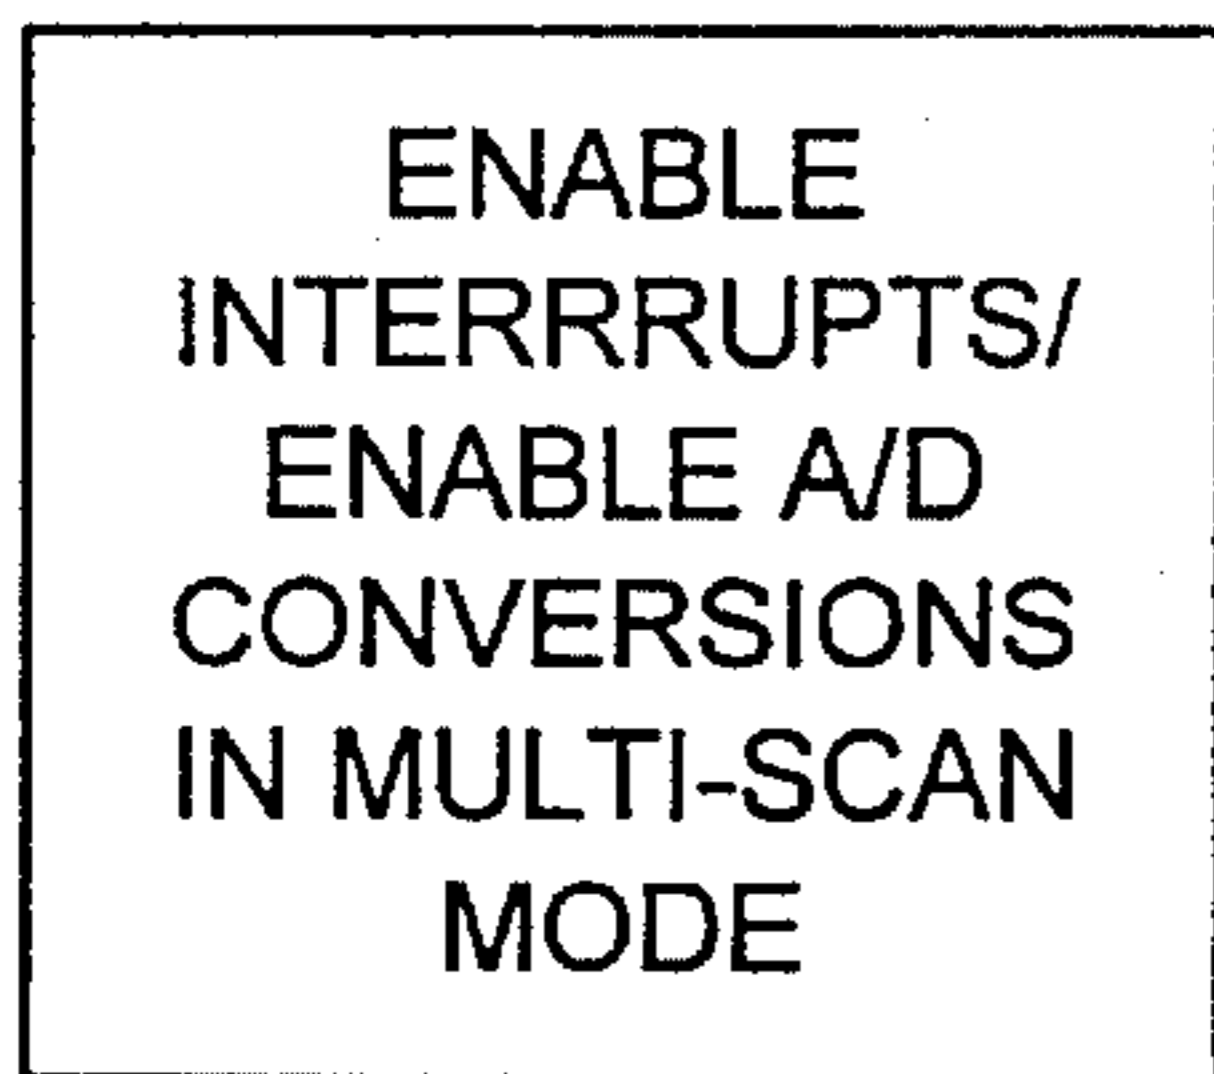 ENABLE
INTERRRUPTS/
ENABLE A/D
CONVERSIONS
IN MULTI-SCAN
MODE